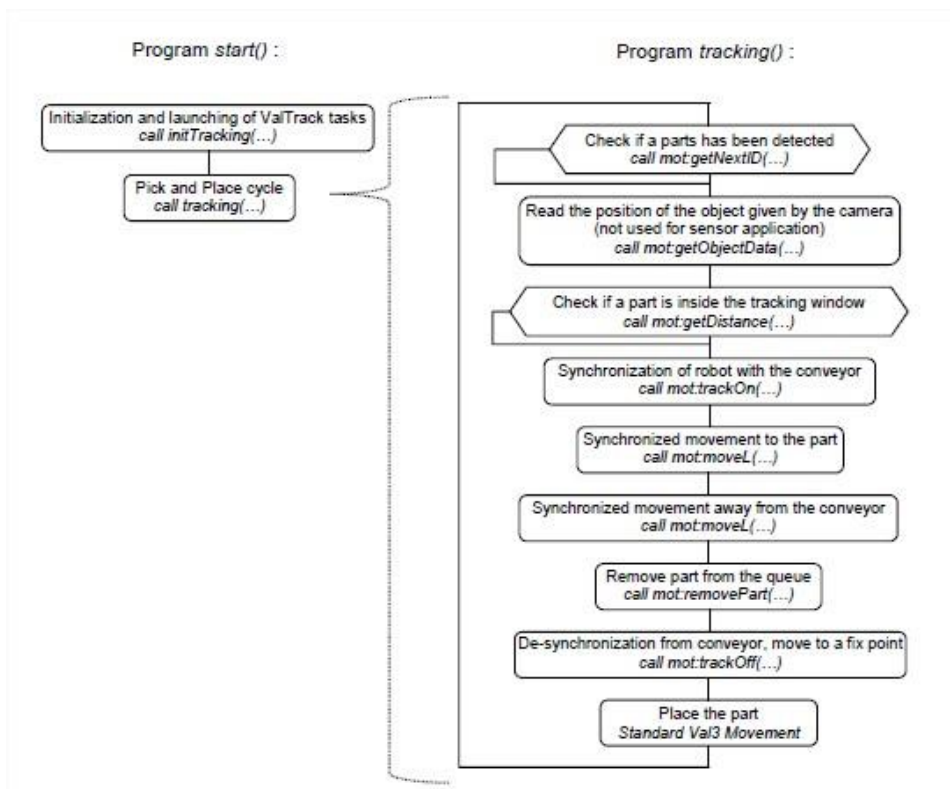 Program start() :
Initialization and launching of ValTrack tasks
call initTracking(…)
Pick and Place cycle
call tracking(…)
Program tracking() :
Check if a parts has been detected
call mot:getNextID(…)
Read the position of the object given by the camera
(not used for sensor application)
call mot:getObjectData(…)
Check if a part is inside the tracking window
call mot:getDistance(…)
Synchronization of robot with the conveyor
call mot:trackOn(…)
Synchronized movement to the part
call mot:moveL(…)
Synchronized movement away from the conveyor
call mot:moveL(…)
Remove part from the queue
call mot:removePart(…)
De-synchronization from conveyor, move to a fix point
call mot:trackOff(…)
Place the part
Standard Val3 Movement